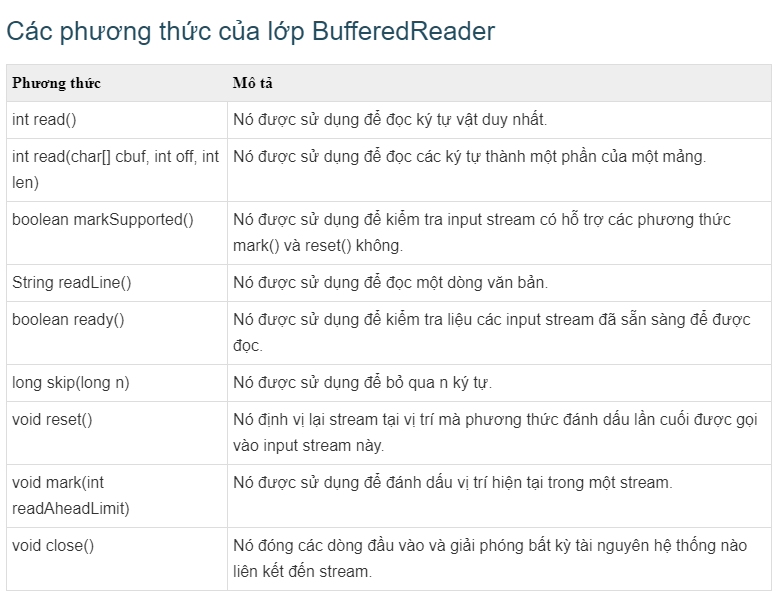 Các phương thức của lớp BufferedReader
Phương thức
Mô tả
int read()
Nó được sử dụng để đọc ký tự vật duy nhất.
int read(char[] cbuf, int off, int
len)
Nó được sử dụng để đọc các ký tự thành một phần của một mảng.
boolean markSupported()
Nó được sử dụng để kiểm tra input stream có hỗ trợ các phương thức
mark() và reset() không.
String readLine()
Nó được sử dụng để đọc một dòng văn bản.
boolean ready()
Nó được sử dụng để kiểm tra liệu các input stream đã sẵn sàng để được
đọc.
long skip(long n)
Nó được sử dụng để bỏ qua n ký tự.
void reset()
Nó định vị lại stream tại vị trí mà phương thức đánh dấu lần cuối được gọi
vào input stream này.
void mark(int
readAheadLimit)
Nó được sử dụng để đánh dấu vị trí hiện tại trong một stream.
void close()
Nó đóng các dòng đầu vào và giải phóng bất kỳ tài nguyên hệ thống nào
liên kết đến stream.